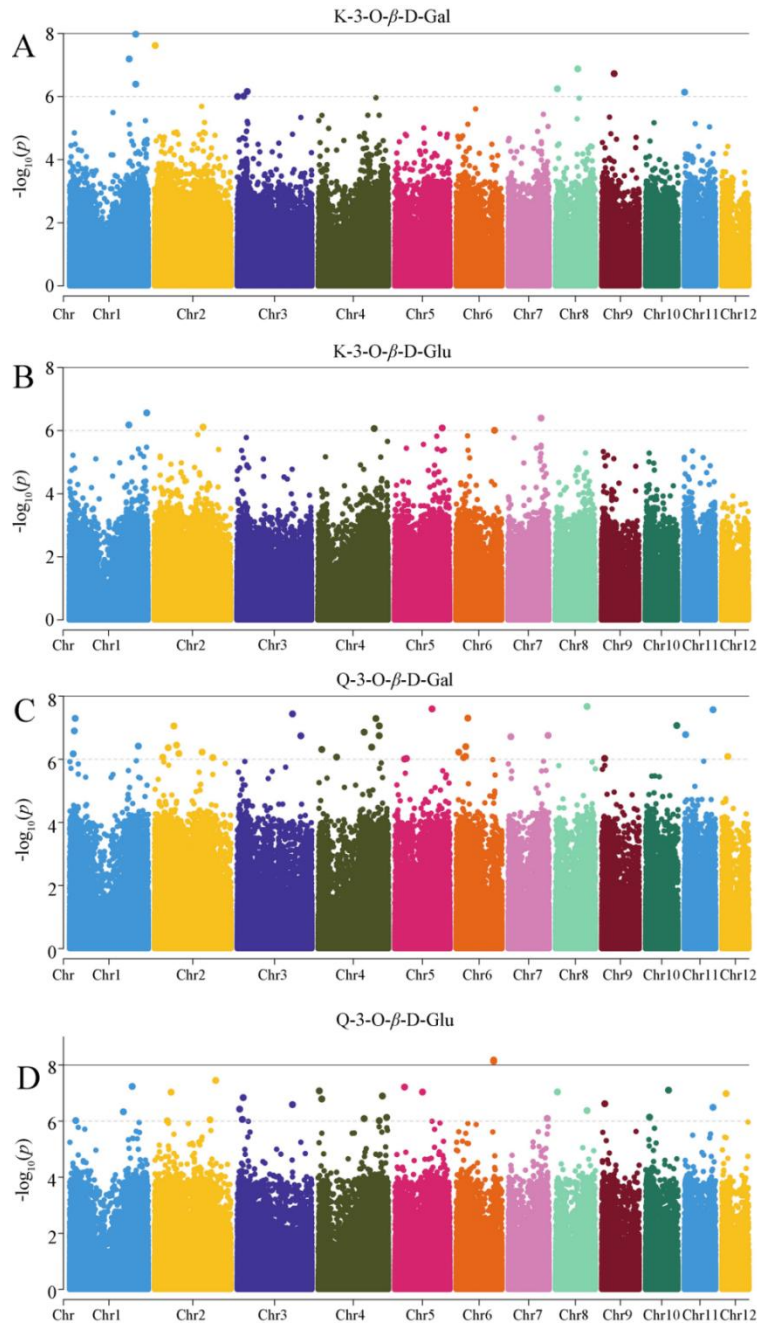 K-3-O-β-D-Gal
A
8
6
4
2
0
-log₁₀(p)
Chr Chr1 Chr2 Chr3 Chr4 Chr5 Chr6 Chr7 Chr8 Chr9 Chr10 Chr11 Chr12
K-3-O-β-D-Glu
B
8
6
4
2
0
-log₁₀(p)
Chr Chr1 Chr2 Chr3 Chr4 Chr5 Chr6 Chr7 Chr8 Chr9 Chr10 Chr11 Chr12
Q-3-O-β-D-Gal
C
8
6
4
2
0
-log₁₀(p)
Chr Chr1 Chr2 Chr3 Chr4 Chr5 Chr6 Chr7 Chr8 Chr9 Chr10 Chr11 Chr12
Q-3-O-β-D-Glu
D
8
6
4
2
0
-log₁₀(p)
Chr Chr1 Chr2 Chr3 Chr4 Chr5 Chr6 Chr7 Chr8 Chr9 Chr10 Chr11 Chr12